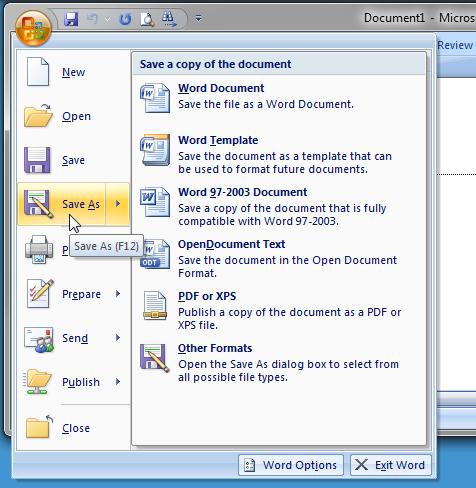 Document1 - Micros
Review
New
Open
Save
Save As
Save As (F12)
P
Prepare
Send
Publish
Close
Save a copy of the document
Word Document
Save the file as a Word Document.
Word Template
Save the document as a template that can
be used to format future documents.
Word 97-2003 Document
Save a copy of the document that is fully
compatible with Word 97-2003.
OpenDocument Text
Save the document in the Open Document
Format.
ODT
PDF or XPS
Publish a copy of the document as a PDF or
XPS file.
Other Formats
Open the Save As dialog box to select from
all possible file types.
Word Options
Exit Word